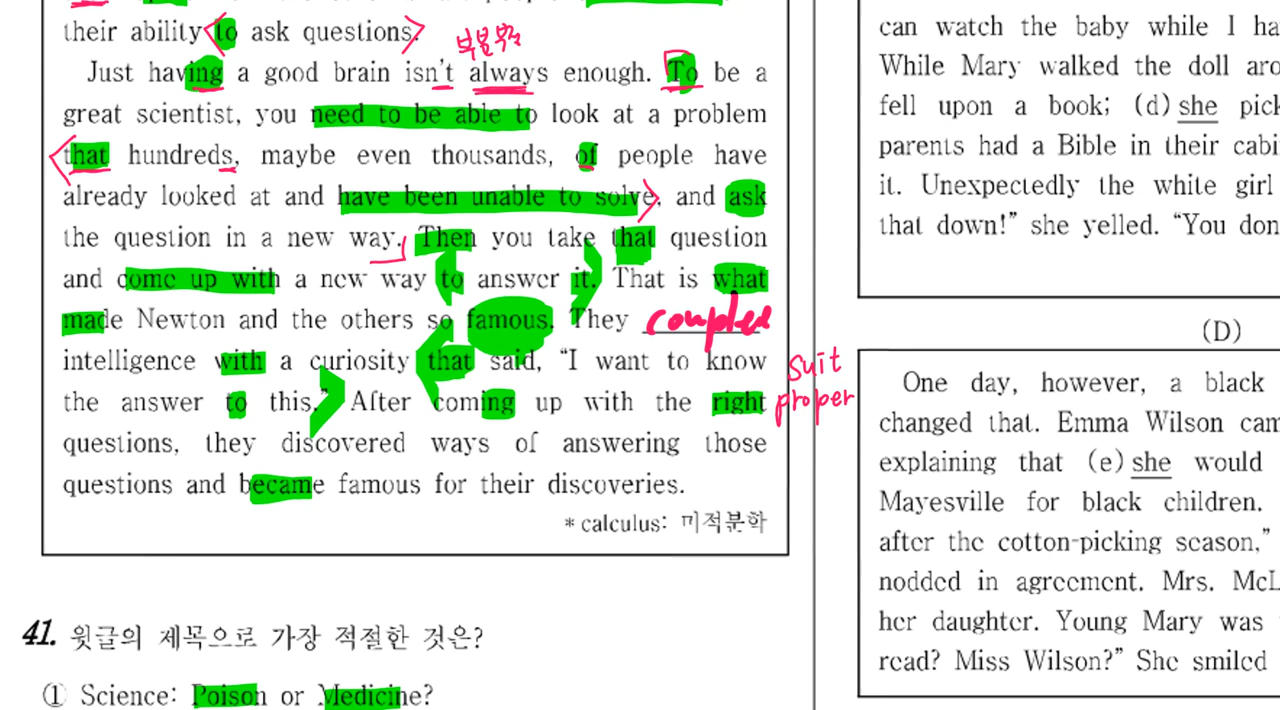 their ability to ask questions.
부분부정
Just having a good brain isn't always enough. To be a
great scientist, you need to be able to look at a problem
that hundreds, maybe even thousands, of people have
already looked at and have been unable to solve, and ask
the question in a new way. Then you take that question
and come up with a new way to answer it. That is what
made Newton and the others so famous. They coupled
intelligence with a curiosity that said, “I want to know
the answer to this.” After coming up with the right
suit
proper
questions, they discovered ways of answering those
questions and became famous for their discoveries.
* calculus: 미적분학
41. 윗글의 제목으로 가장 적절한 것은?
① Science: Poison or Medicine?
can watch the baby while I ha
While Mary walked the doll aro
fell upon a book; (d) she pick
parents had a Bible in their cabi
it. Unexpectedly the white girl
that down!” she yelled. “You don
(D)
One day, however, a black
changed that. Emma Wilson cam
explaining that (e) she would
Mayesville for black children.
after the cotton-picking season,”
nodded in agreement. Mrs. McL
her daughter. Young Mary was
read? Miss Wilson?” She smiled